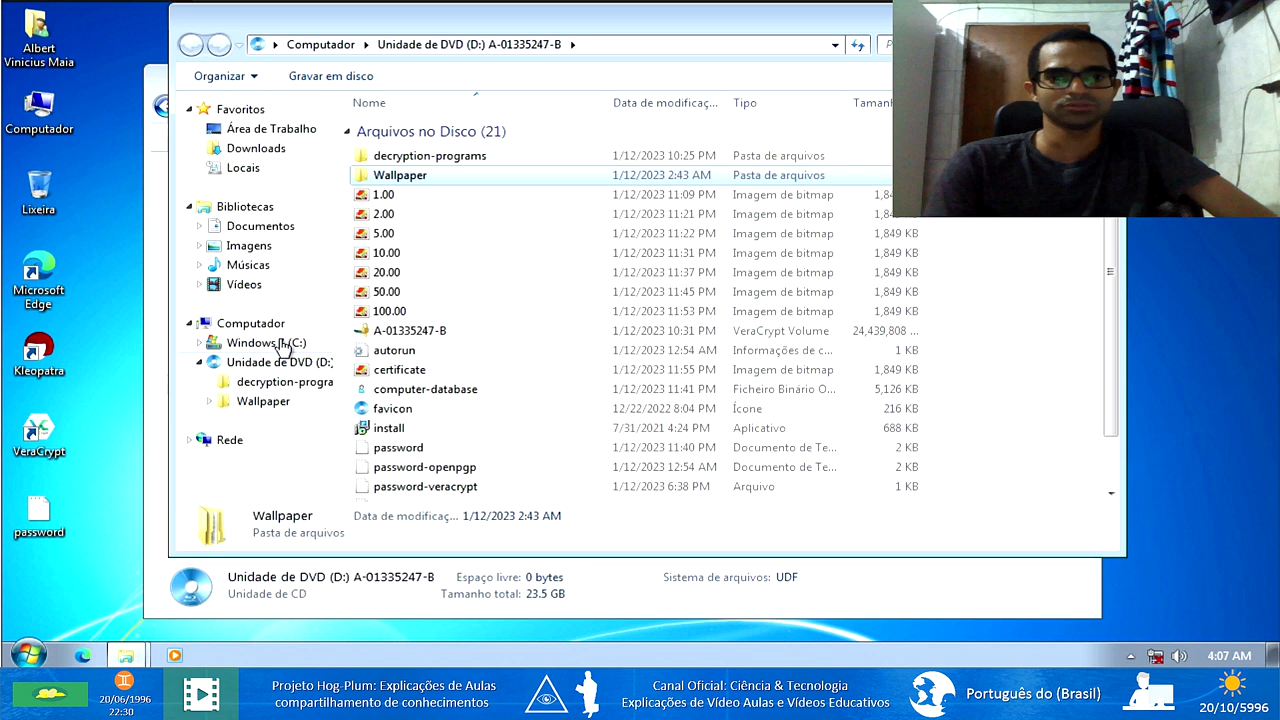 Albert
Vinicius Maia
Computador
Lixeira
Microsoft
Edge
Kleopatra
VeraCrypt
password
Computador
Unidade de DVD (D:) A-01335247-B
Organizar
Gravar em disco
Favoritos
Área de Trabalho
Downloads
Locais
Bibliotecas
Documentos
Imagens
Músicas
Vídeos
Computador
Unidade de DVD (D:)
decryption-progra
Wallpaper
Rede
Nome Data de modificaç... Tipo Tamanh
Arquivos no Disco (21)
decryption-programs 1/12/2023 10:25 PM Pasta de arquivos
Wallpaper 1/12/2023 2:43 AM Pasta de arquivos
1.00 1/12/2023 11:09 PM Imagem de bitmap 1,84
2.00 1/12/2023 11:21 PM Imagem de bitmap 1,84
5.00 1/12/2023 11:22 PM Imagem de bitmap 1,849 KB
10.00 1/12/2023 11:31 PM Imagem de bitmap 1,849 KB
20.00 1/12/2023 11:37 PM Imagem de bitmap 1,849 KB
50.00 1/12/2023 11:45 PM Imagem de bitmap 1,849 KB
100.00 1/12/2023 11:53 PM Imagem de bitmap 1,849 KB
A-01335247-B 1/12/2023 10:31 PM VeraCrypt Volume 24,439,808 ...
autorun 1/12/2023 12:54 AM Informações de c... 1 KB
certificate 1/12/2023 11:55 PM Imagem de bitmap 1,849 KB
computer-database 1/12/2023 11:41 PM Ficheiro Binário O... 5,126 KB
favicon 12/22/2022 8:04 PM Ícone 216 KB
install 7/31/2021 4:24 PM Aplicativo 688 KB
password 1/12/2023 11:40 PM Documento de Te... 2 KB
password-openpgp 1/12/2023 12:54 AM Documento de Te... 2 KB
password-veracrypt 1/12/2023 6:38 PM Arquivo 1 KB
Wallpaper Data de modificaç... 1/12/2023 2:43 AM
Pasta de arquivos
Unidade de DVD (D:) A-01335247-B Espaço livre: 0 bytes Sistema de arquivos: UDF
Unidade de CD Tamanho total: 23.5 GB
4:07 AM
20/06/1996
22:30
Projeto Hog-Plum: Explicações de Aulas
compartilhamento de conhecimentos
Canal Oficial: Ciência & Tecnologia
Explicações de Vídeo Aulas e Vídeos Educativos
Português do (Brasil)
20/10/5996